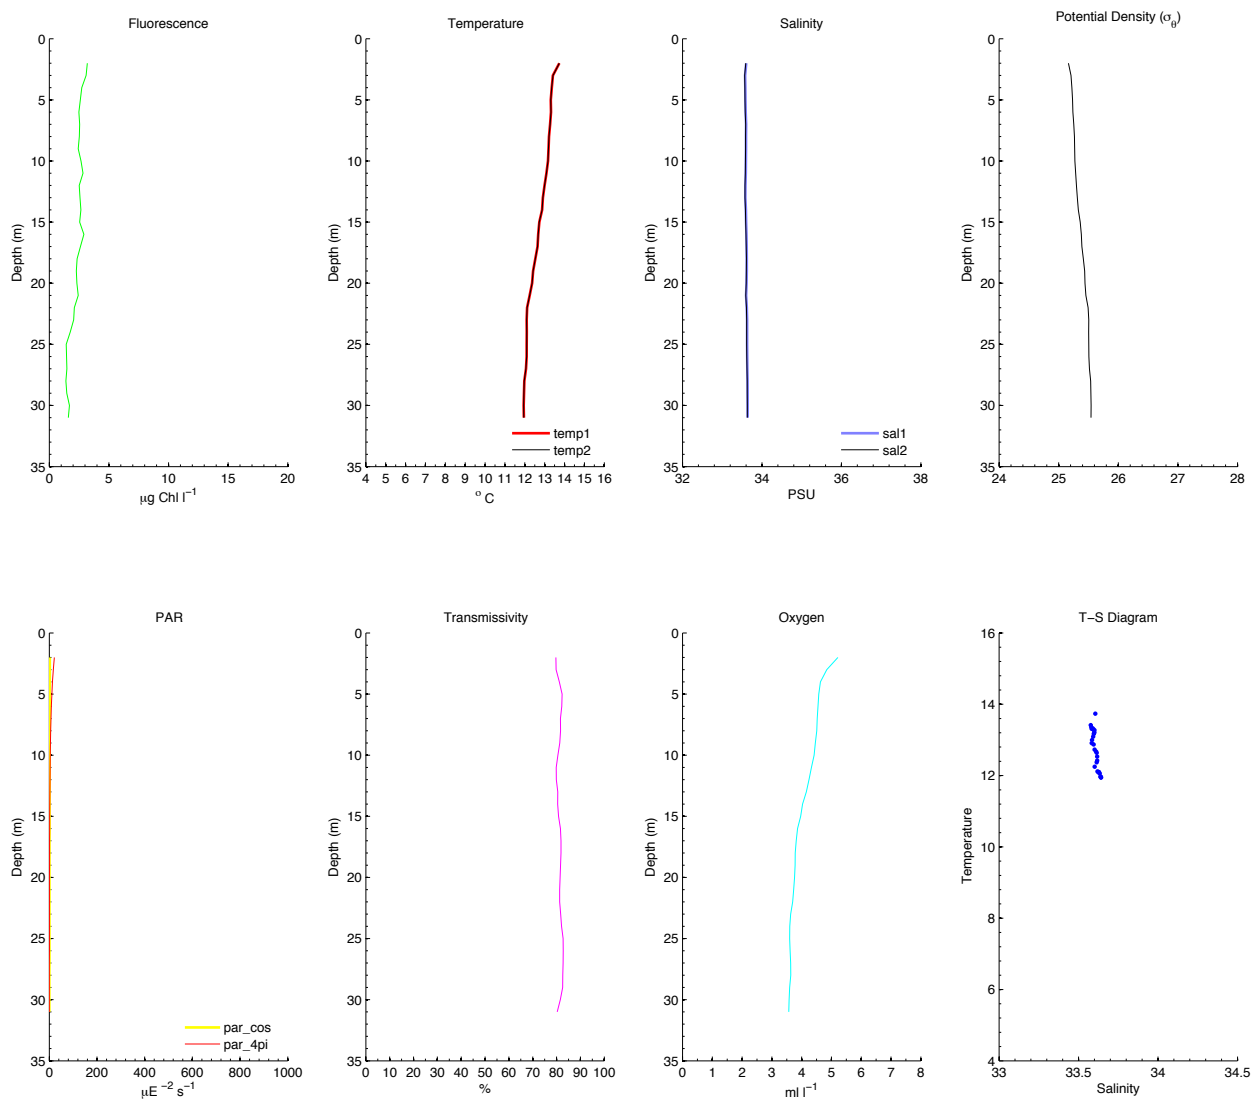 Fluorescence
0
5
10
15
20
25
30
35
Depth (m)
0 5 10 15 20
μg Chl l⁻¹
Temperature
0
5
10
15
20
25
30
35
Depth (m)
temp1
temp2
4 5 6 7 8 9 10 11 12 13 14 15 16
° C
Salinity
0
5
10
15
20
25
30
35
Depth (m)
sal1
sal2
32 34 36 38
PSU
Potential Density (σ_θ)
0
5
10
15
20
25
30
35
Depth (m)
24 25 26 27 28
PAR
0
5
10
15
20
25
30
35
Depth (m)
par_cos
par_4pi
0 200 400 600 800 1000
μE ⁻² s⁻¹
Transmissivity
0
5
10
15
20
25
30
35
Depth (m)
0 10 20 30 40 50 60 70 80 90 100
%
Oxygen
0
5
10
15
20
25
30
35
Depth (m)
0 1 2 3 4 5 6 7 8
ml l⁻¹
T−S Diagram
16
14
12
10
8
6
4
Temperature
33 33.5 34 34.5
Salinity